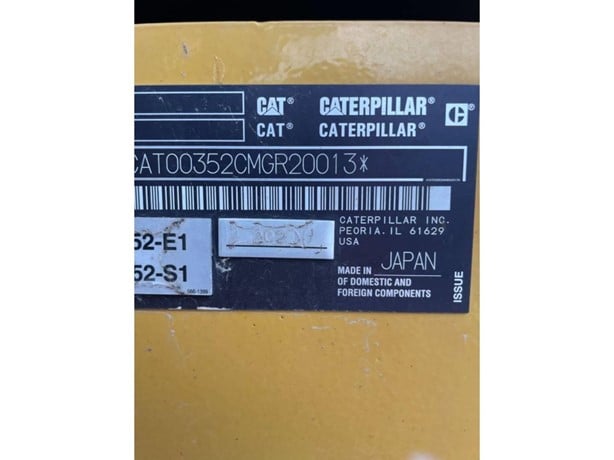 CAT® CATERPILLAR® C
CAT® CATERPILLAR®
CAT00352CMGR20013*
52-E1
52-S1
CATERPILLAR INC.
PEORIA, IL 61629
USA
MADE IN JAPAN
OF DOMESTIC AND
FOREIGN COMPONENTS
ISSUE